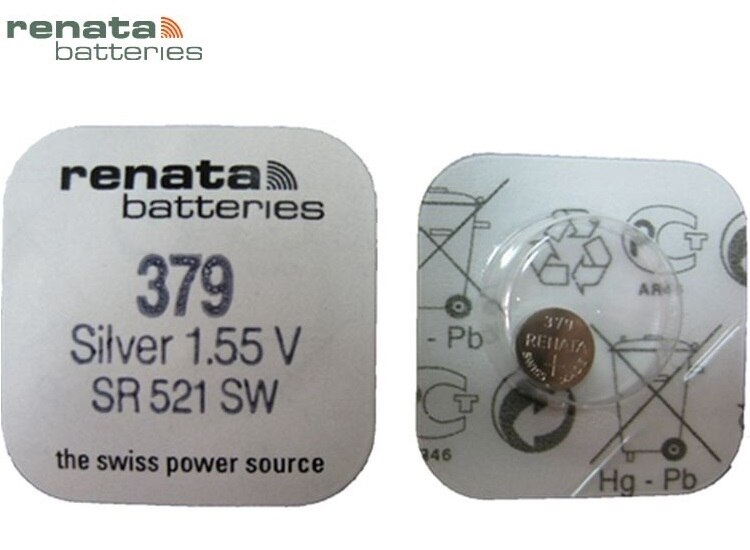 renata
batteries
renata
batteries
379
Silver 1.55 V
SR 521 SW
the swiss power source
- Pb
379
RENATA
Hg - Pb